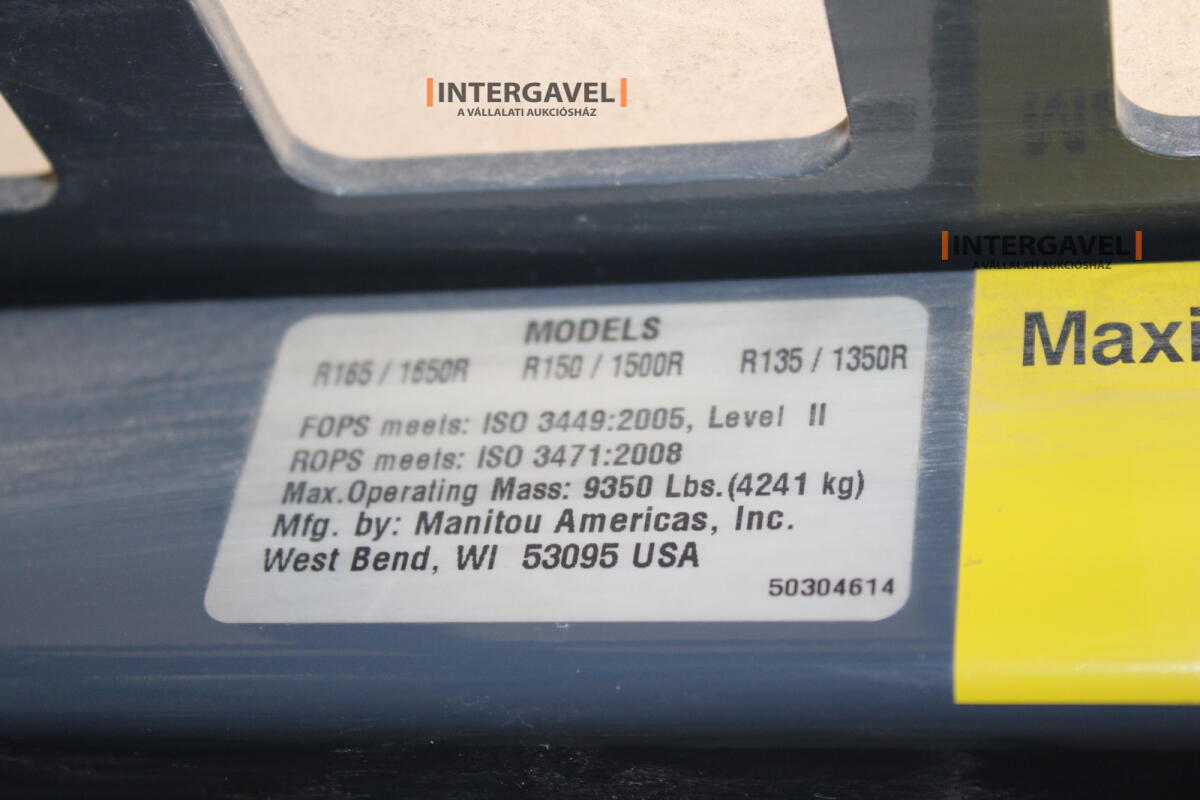 INTERGAVEL
A VÁLLALATI AUKCIÓSHÁZ
INTERGAVEL
A VÁLLALATI AUKCIÓSHÁZ
MODELS
R165 / 1650R R150 / 1500R R135 / 1350R
FOPS meets: ISO 3449:2005, Level II
ROPS meets: ISO 3471:2008
Max.Operating Mass: 9350 Lbs.(4241 kg)
Mfg. by: Manitou Americas, Inc.
West Bend, WI 53095 USA
50304614
Maxi